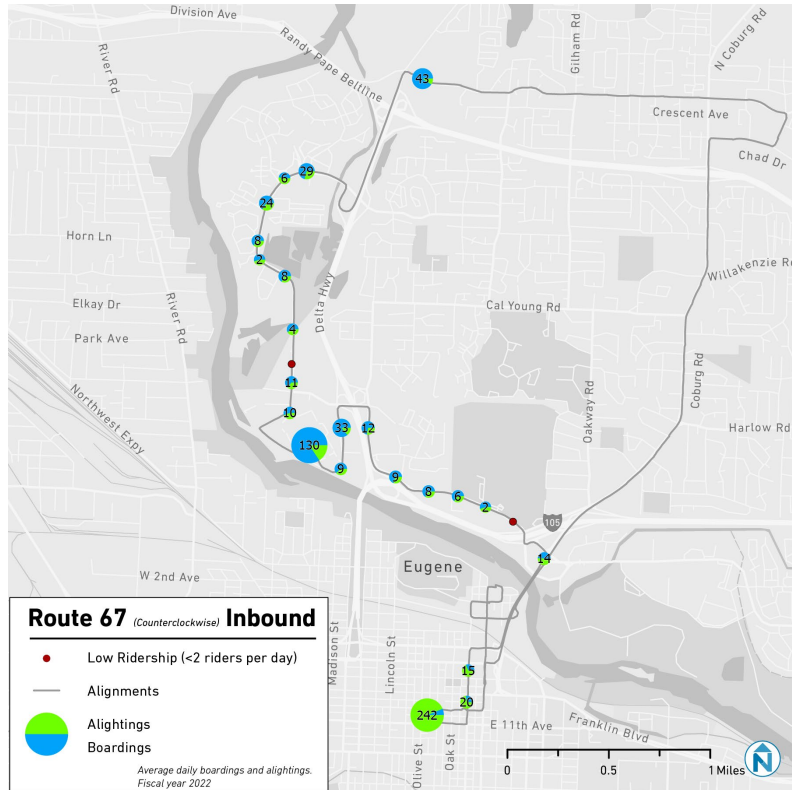 Division Ave
River Rd
Randy Pape Beltline
Gilham Rd
N Coburg Rd
43
Crescent Ave
Chad Dr
29
6
24
Horn Ln
8
2
8
Willakenzie Rd
Delta Hwy
Elkay Dr
River Rd
Cal Young Rd
Park Ave
4
Coburg Rd
Oakway Rd
11
Northwest Expy
10
33
12
Harlow Rd
130
9
9
8
6
2
105
14
Eugene
W 2nd Ave
Madison St
Lincoln St
15
20
242
E 11th Ave
Franklin Blvd
Olive St
Oak St
Route 67 (Counterclockwise) Inbound
Low Ridership (<2 riders per day)
Alignments
Alightings
Boardings
Average daily boardings and alightings.
Fiscal year 2022
0 0.5 1 Miles
N